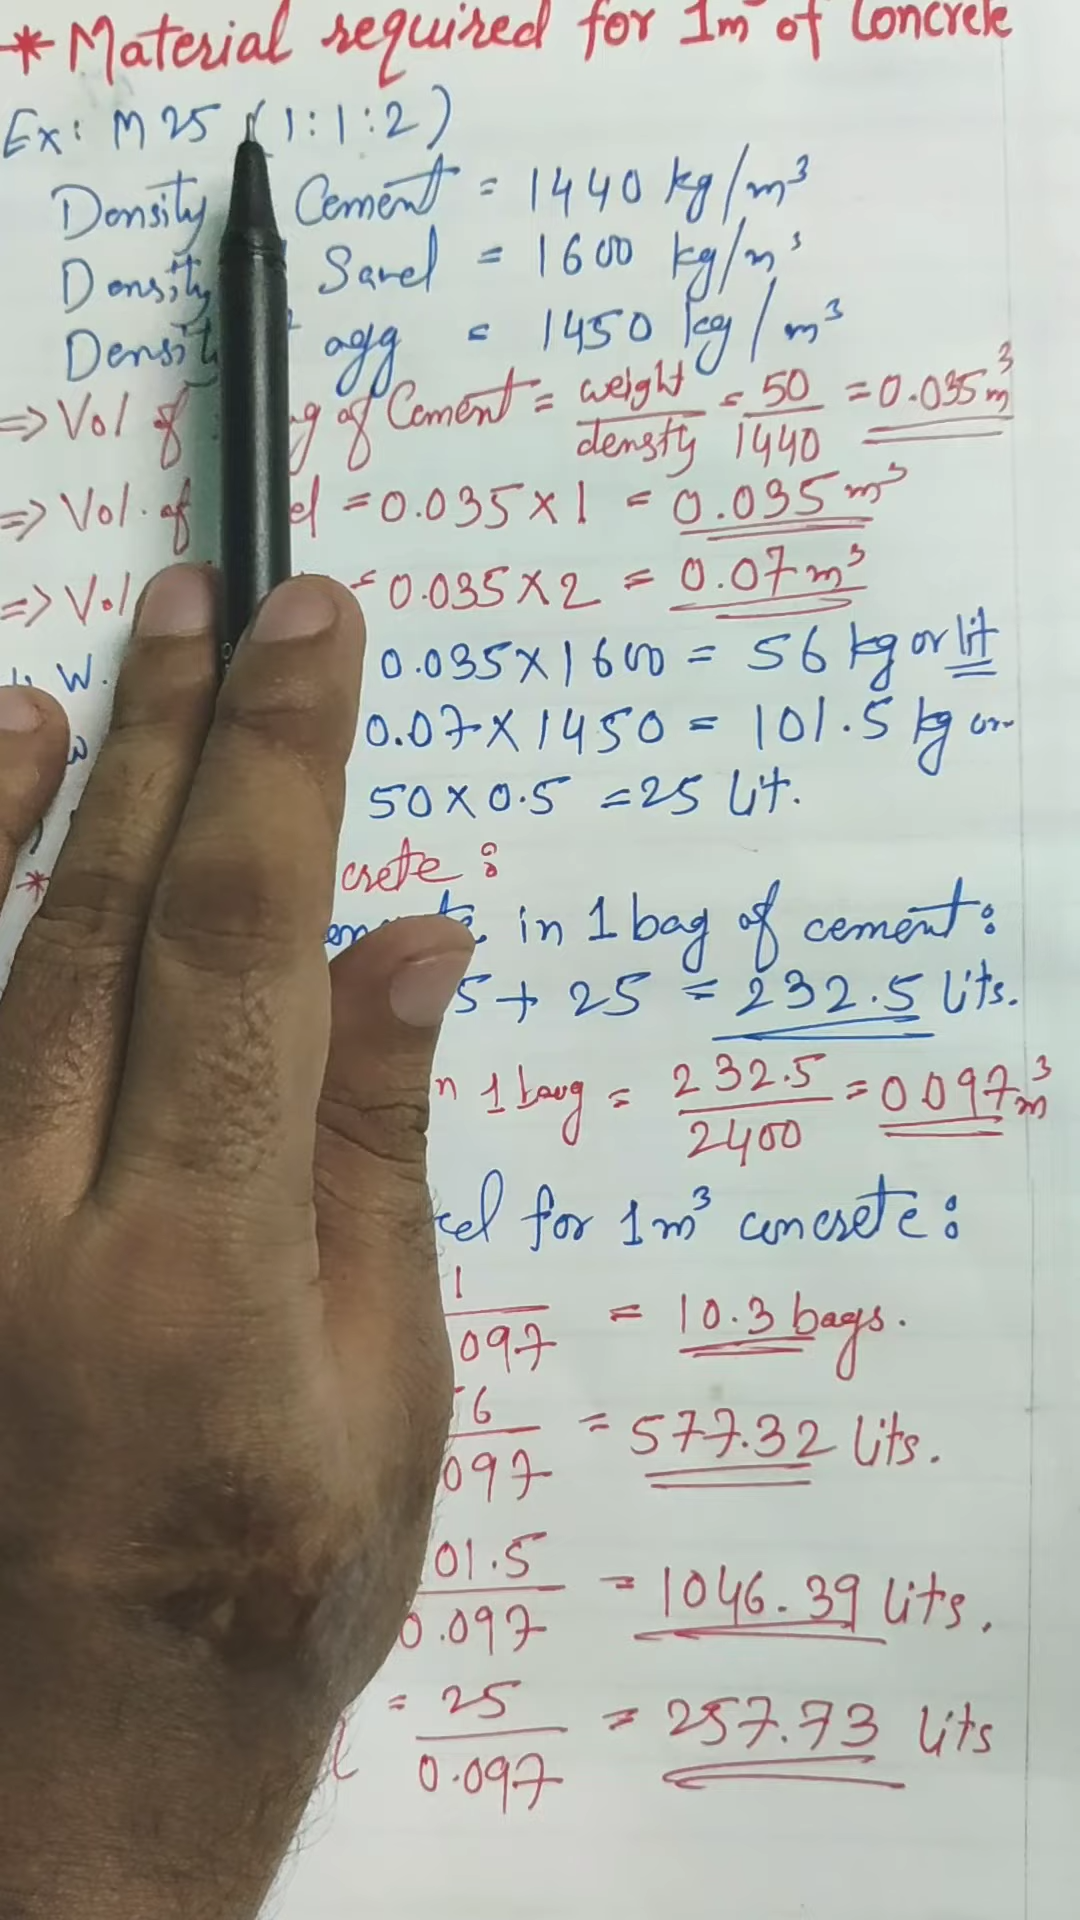 * Material required for 1m³ of Concrete
Ex: M25 (1:1:2)
Density Cement = 1440 kg/m³
Density Sand = 1600 kg/m³
Density agg = 1450 kg/m³
=> Vol of of Cement = weight/density = 50/1440 = 0.035 m³
=> Vol. of = 0.035 x 1 = 0.035 m³
=> Vol = 0.035 x 2 = 0.07 m³
W. 0.035 x 1600 = 56 kg or lit
W 0.07 x 1450 = 101.5 kg or
50 x 0.5 = 25 lit.
* crete :
in 1 bag of cement :
5 + 25 = 232.5 lits.
n 1 bag = 232.5/2400 = 0.097 m³
for 1m³ concrete :
1/097 = 10.3 bags.
6/097 = 577.32 lits.
01.5/0.097 = 1046.39 lits.
= 25/0.097 = 257.73 lits